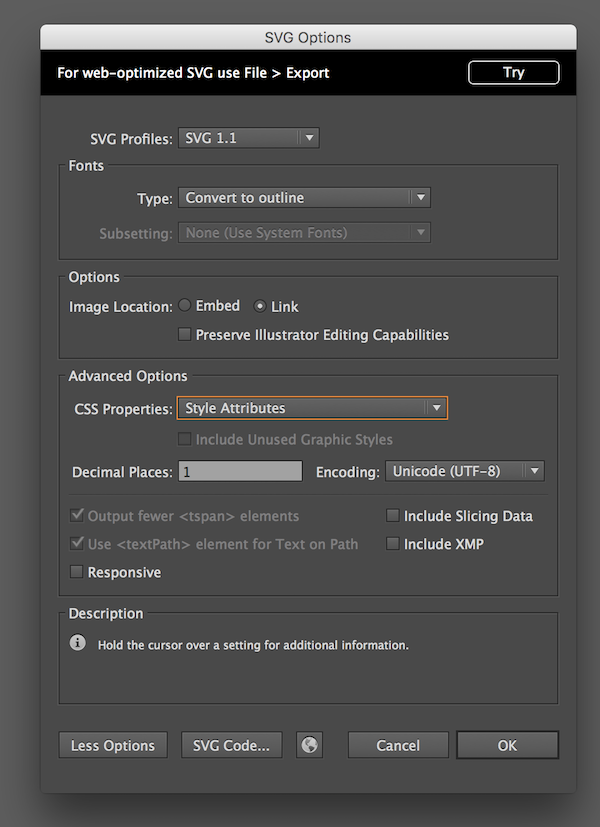 SVG Options
For web-optimized SVG use File > Export Try
SVG Profiles: SVG 1.1
Fonts
Type: Convert to outline
Subsetting: None (Use System Fonts)
Options
Image Location: Embed Link
Preserve Illustrator Editing Capabilities
Advanced Options
CSS Properties: Style Attributes
Include Unused Graphic Styles
Decimal Places: 1 Encoding: Unicode (UTF-8)
Output fewer <tspan> elements Include Slicing Data
Use <textPath> element for Text on Path Include XMP
Responsive
Description
Hold the cursor over a setting for additional information.
Less Options SVG Code... Cancel OK